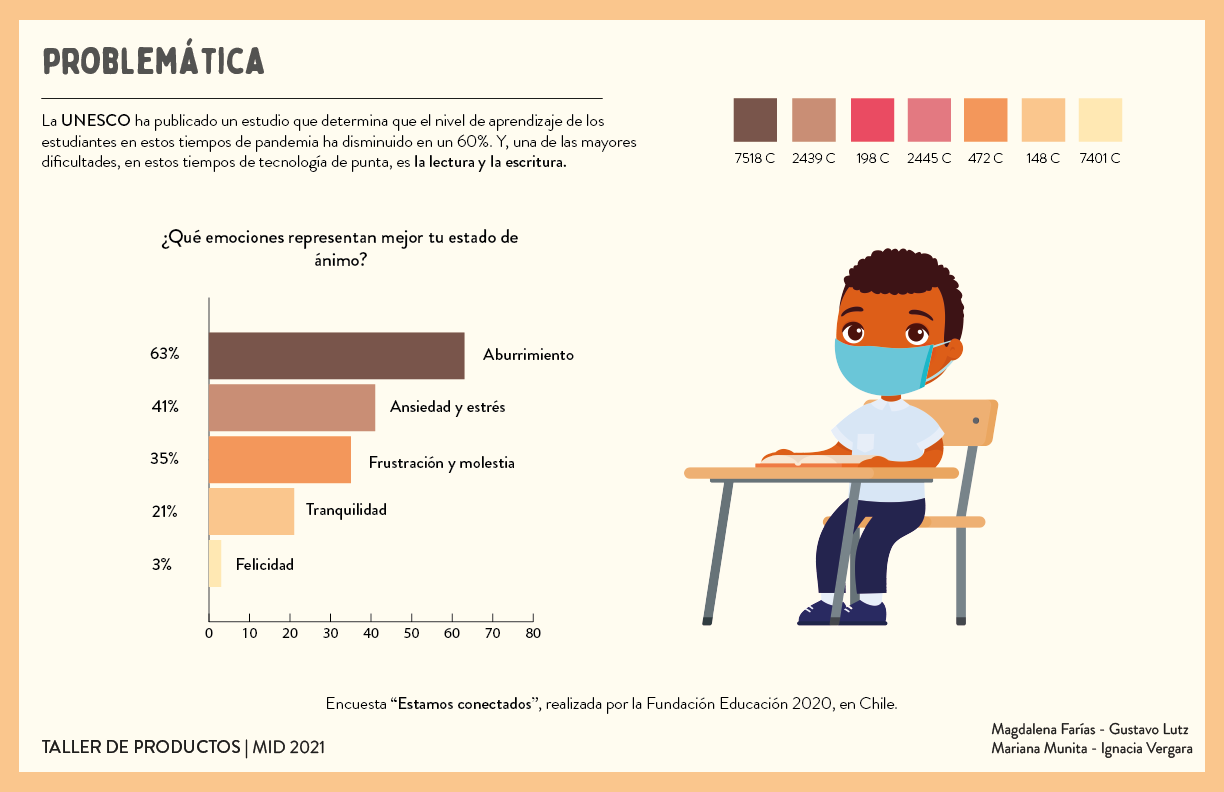 PROBLEMÁTICA
La UNESCO ha publicado un estudio que determina que el nivel de aprendizaje de los
estudiantes en estos tiempos de pandemia ha disminuido en un 60%. Y, una de las mayores
dificultades, en estos tiempos de tecnología de punta, es la lectura y la escritura.
7518 C 2439 C 198 C 2445 C 472 C 148 C 7401 C
¿Qué emociones representan mejor tu estado de
ánimo?
63% Aburrimiento
41% Ansiedad y estrés
35% Frustración y molestia
21% Tranquilidad
3% Felicidad
0 10 20 30 40 50 60 70 80
Encuesta “Estamos conectados”, realizada por la Fundación Educación 2020, en Chile.
TALLER DE PRODUCTOS | MID 2021
Magdalena Farías - Gustavo Lutz
Mariana Munita - Ignacia Vergara